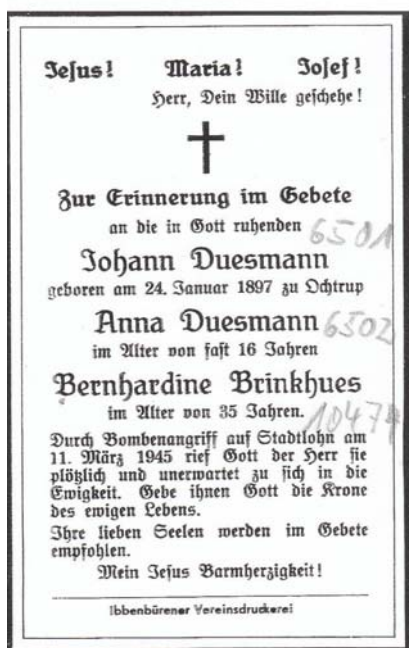 Jesus! Maria! Josef!
Herr, Dein Wille geschehe!
Zur Erinnerung im Gebete
an die in Gott ruhenden
6501
Johann Duesmann
geboren am 24. Januar 1897 zu Ochtrup
Anna Duesmann 6502
im Alter von fast 16 Jahren
Bernhardine Brinkhues
im Alter von 35 Jahren. 10474
Durch Bombenangriff auf Stadtlohn am
11. März 1945 rief Gott der Herr sie
plötzlich und unerwartet zu sich in die
Ewigkeit. Gebe ihnen Gott die Krone
des ewigen Lebens.
Ihre lieben Seelen werden im Gebete
empfohlen.
Mein Jesus Barmherzigkeit!
Ibbenbürener Vereinsdruckerei